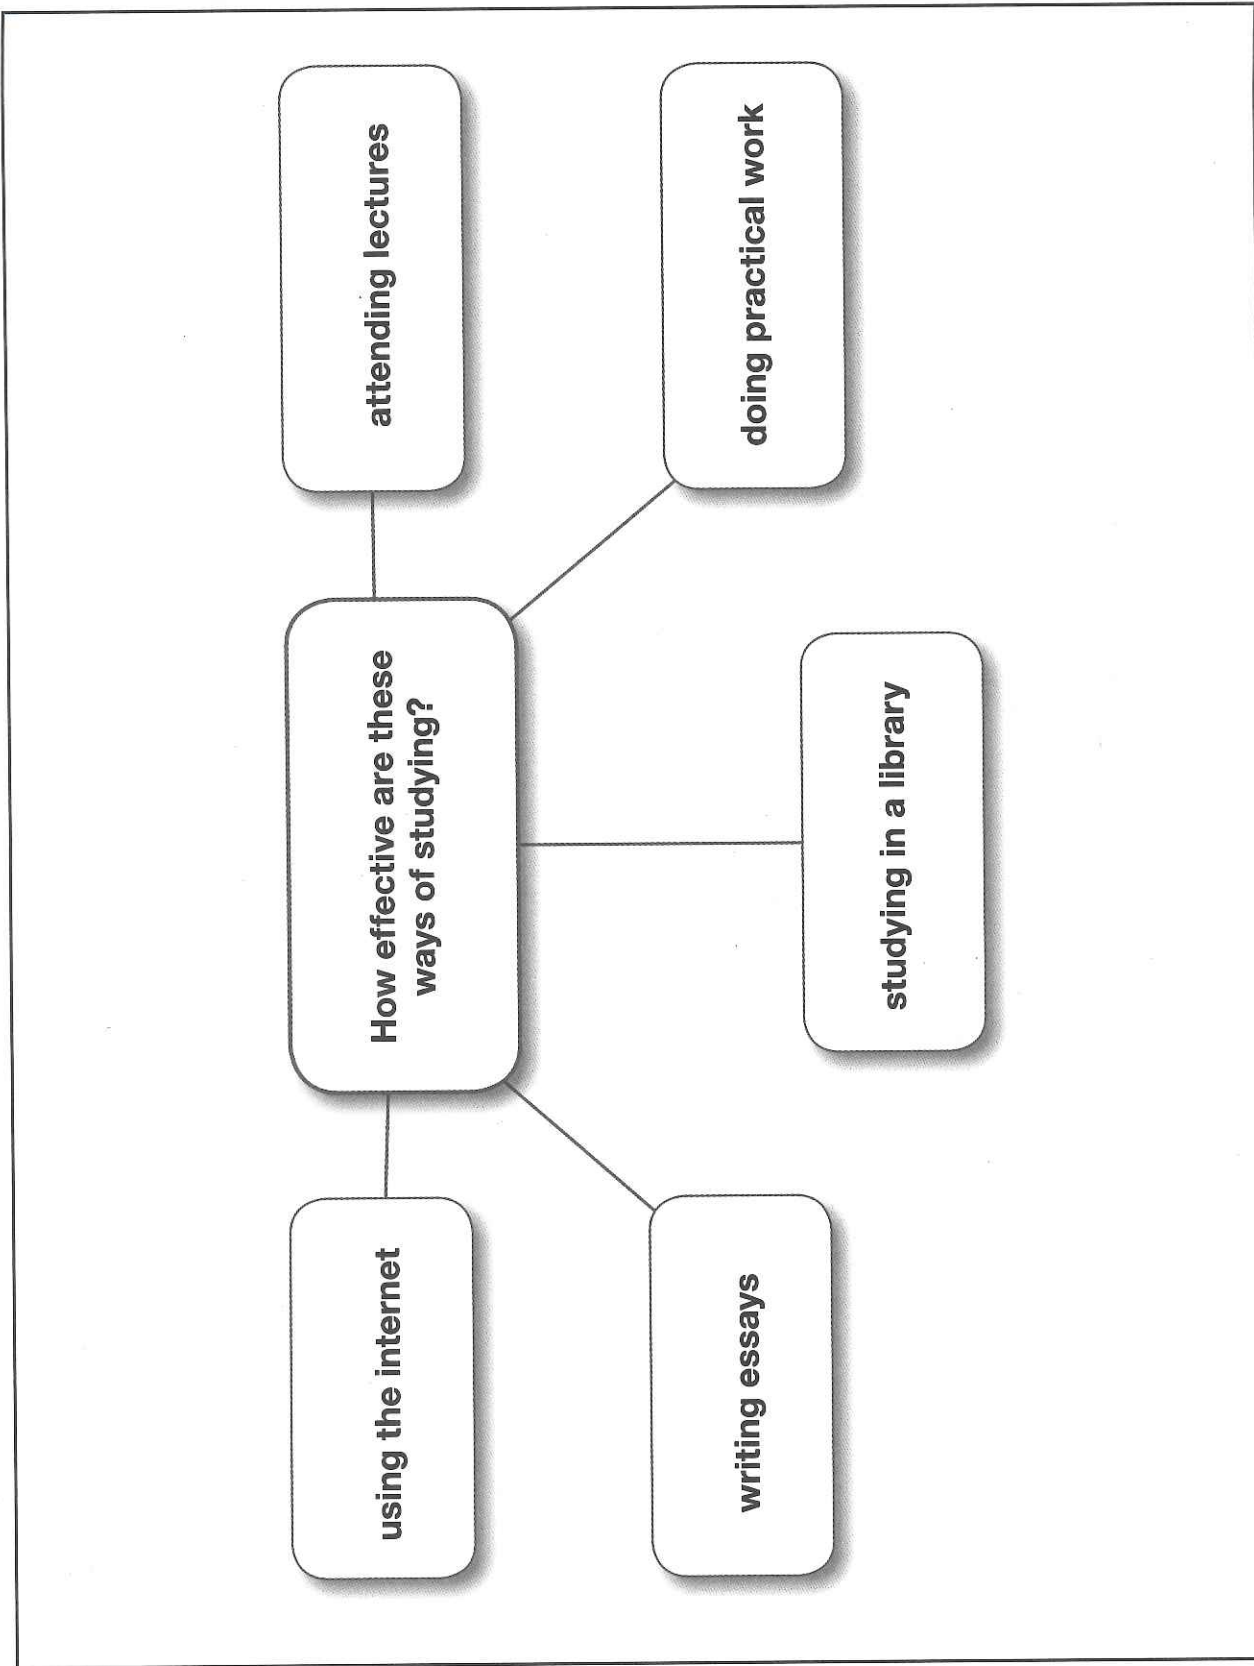 How effective are these
ways of studying?
using the internet
attending lectures
writing essays
doing practical work
studying in a library